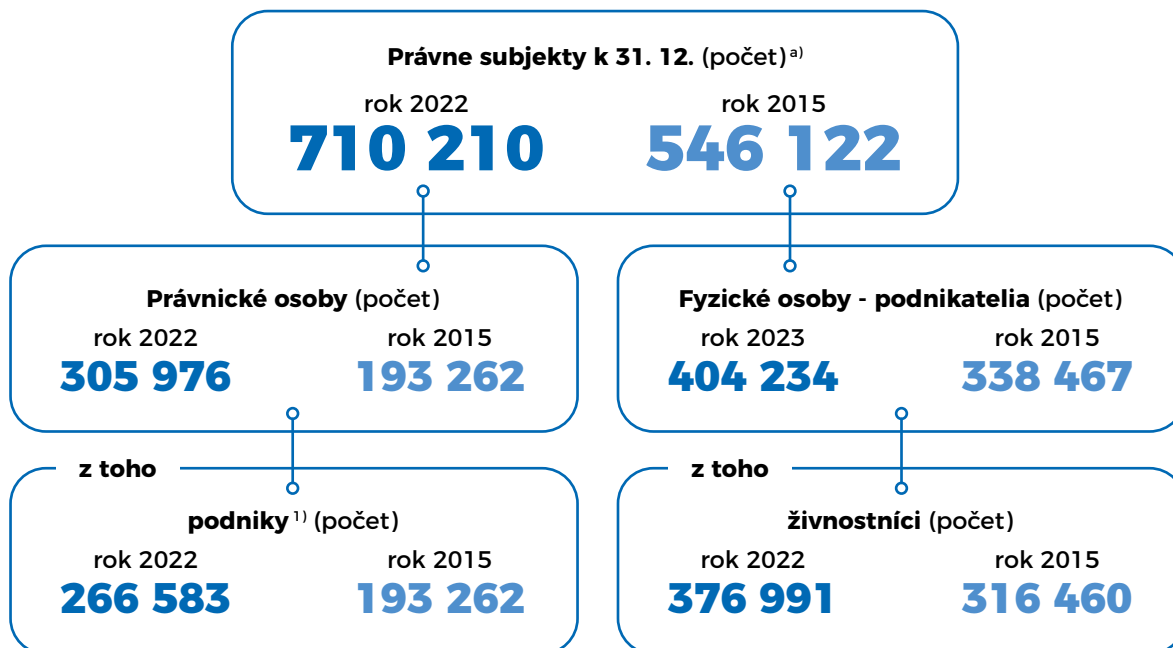 Právne subjekty k 31. 12. (počet) a)
rok 2022 rok 2015
710 210 546 122
Právnické osoby (počet)
rok 2022 rok 2015
305 976 193 262
Fyzické osoby - podnikatelia (počet)
rok 2023 rok 2015
404 234 338 467
z toho
podniky 1) (počet)
rok 2022 rok 2015
266 583 193 262
z toho
živnostníci (počet)
rok 2022 rok 2015
376 991 316 460